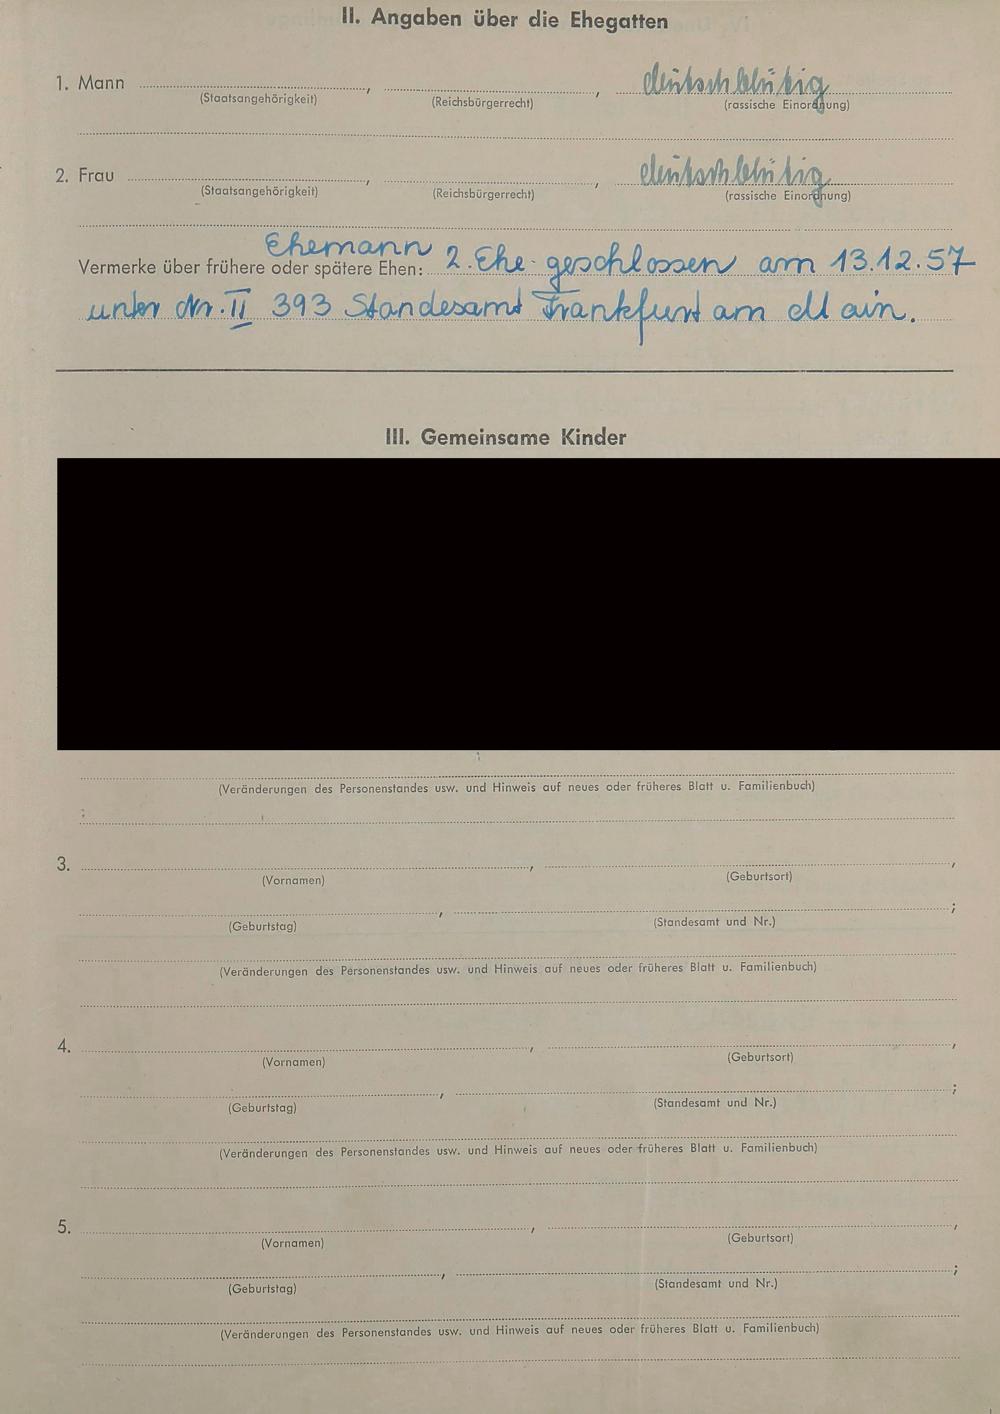 II. Angaben über die Ehegatten
1. Mann , , deutschblütig
(Staatsangehörigkeit) (Reichsbürgerrecht) (rassische Einordnung)
2. Frau , , deutschblütig
(Staatsangehörigkeit) (Reichsbürgerrecht) (rassische Einordnung)
Ehemann 2. Ehe geschlossen am 13.12.57
Vermerke über frühere oder spätere Ehen:
unter Nr. II 393 Standesamt Frankfurt am Main.
III. Gemeinsame Kinder
(Veränderungen des Personenstandes usw. und Hinweis auf neues oder früheres Blatt u. Familienbuch)
3. , ,
(Vornamen) (Geburtsort)
, ;
(Geburtstag) (Standesamt und Nr.)
(Veränderungen des Personenstandes usw. und Hinweis auf neues oder früheres Blatt u. Familienbuch)
4. , ,
(Vornamen) (Geburtsort)
, ;
(Geburtstag) (Standesamt und Nr.)
(Veränderungen des Personenstandes usw. und Hinweis auf neues oder früheres Blatt u. Familienbuch)
5. , ,
(Vornamen) (Geburtsort)
, ;
(Geburtstag) (Standesamt und Nr.)
(Veränderungen des Personenstandes usw. und Hinweis auf neues oder früheres Blatt u. Familienbuch)